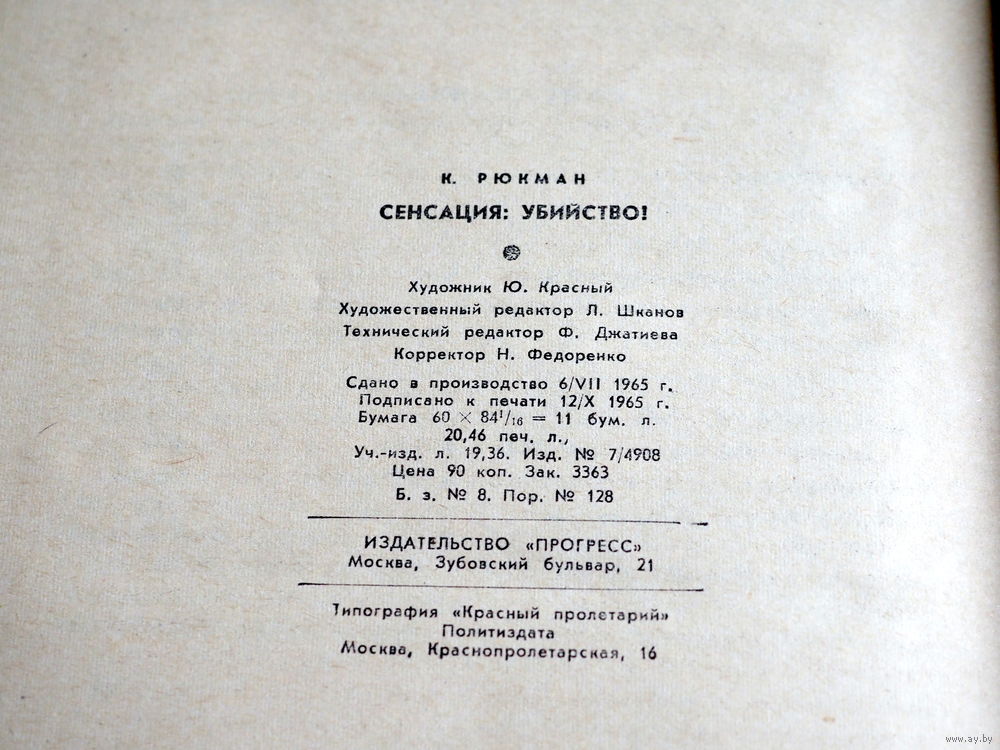 К. РЮКМАН
СЕНСАЦИЯ: УБИЙСТВО!
Художник Ю. Красный
Художественный редактор Л. Шканов
Технический редактор Ф. Джатиева
Корректор Н. Федоренко
Сдано в производство 6/VII 1965 г.
Подписано к печати 12/X 1965 г.
Бумага 60 × 84¹/₁₆ = 11 бум. л.
20,46 печ. л.,
Уч.-изд. л. 19,36. Изд. № 7/4908
Цена 90 коп. Зак. 3363
Б. з. № 8. Пор. № 128
ИЗДАТЕЛЬСТВО «ПРОГРЕСС»
Москва, Зубовский бульвар, 21
Типография «Красный пролетарий»
Политиздата
Москва, Краснопролетарская, 16
www.ay.by